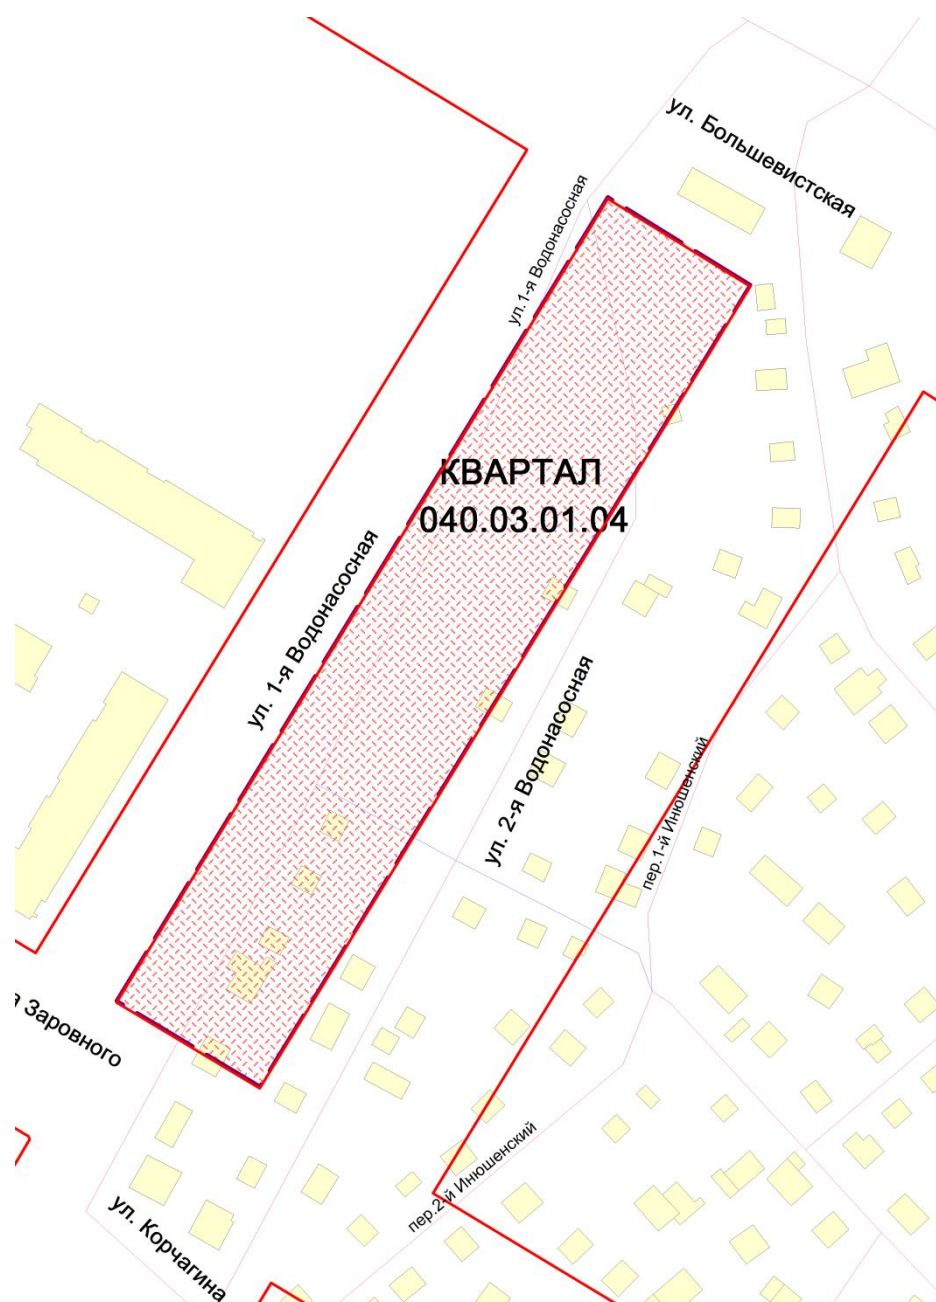 ул. Большевистская
ул. 1-я Водонасосная
КВАРТАЛ
040.03.01.04
ул. 1-я Водонасосная
ул. 2-я Водонасосная
пер. 1-й Инюшенский
Заровного
пер.2-й Инюшенский
ул. Корчагина